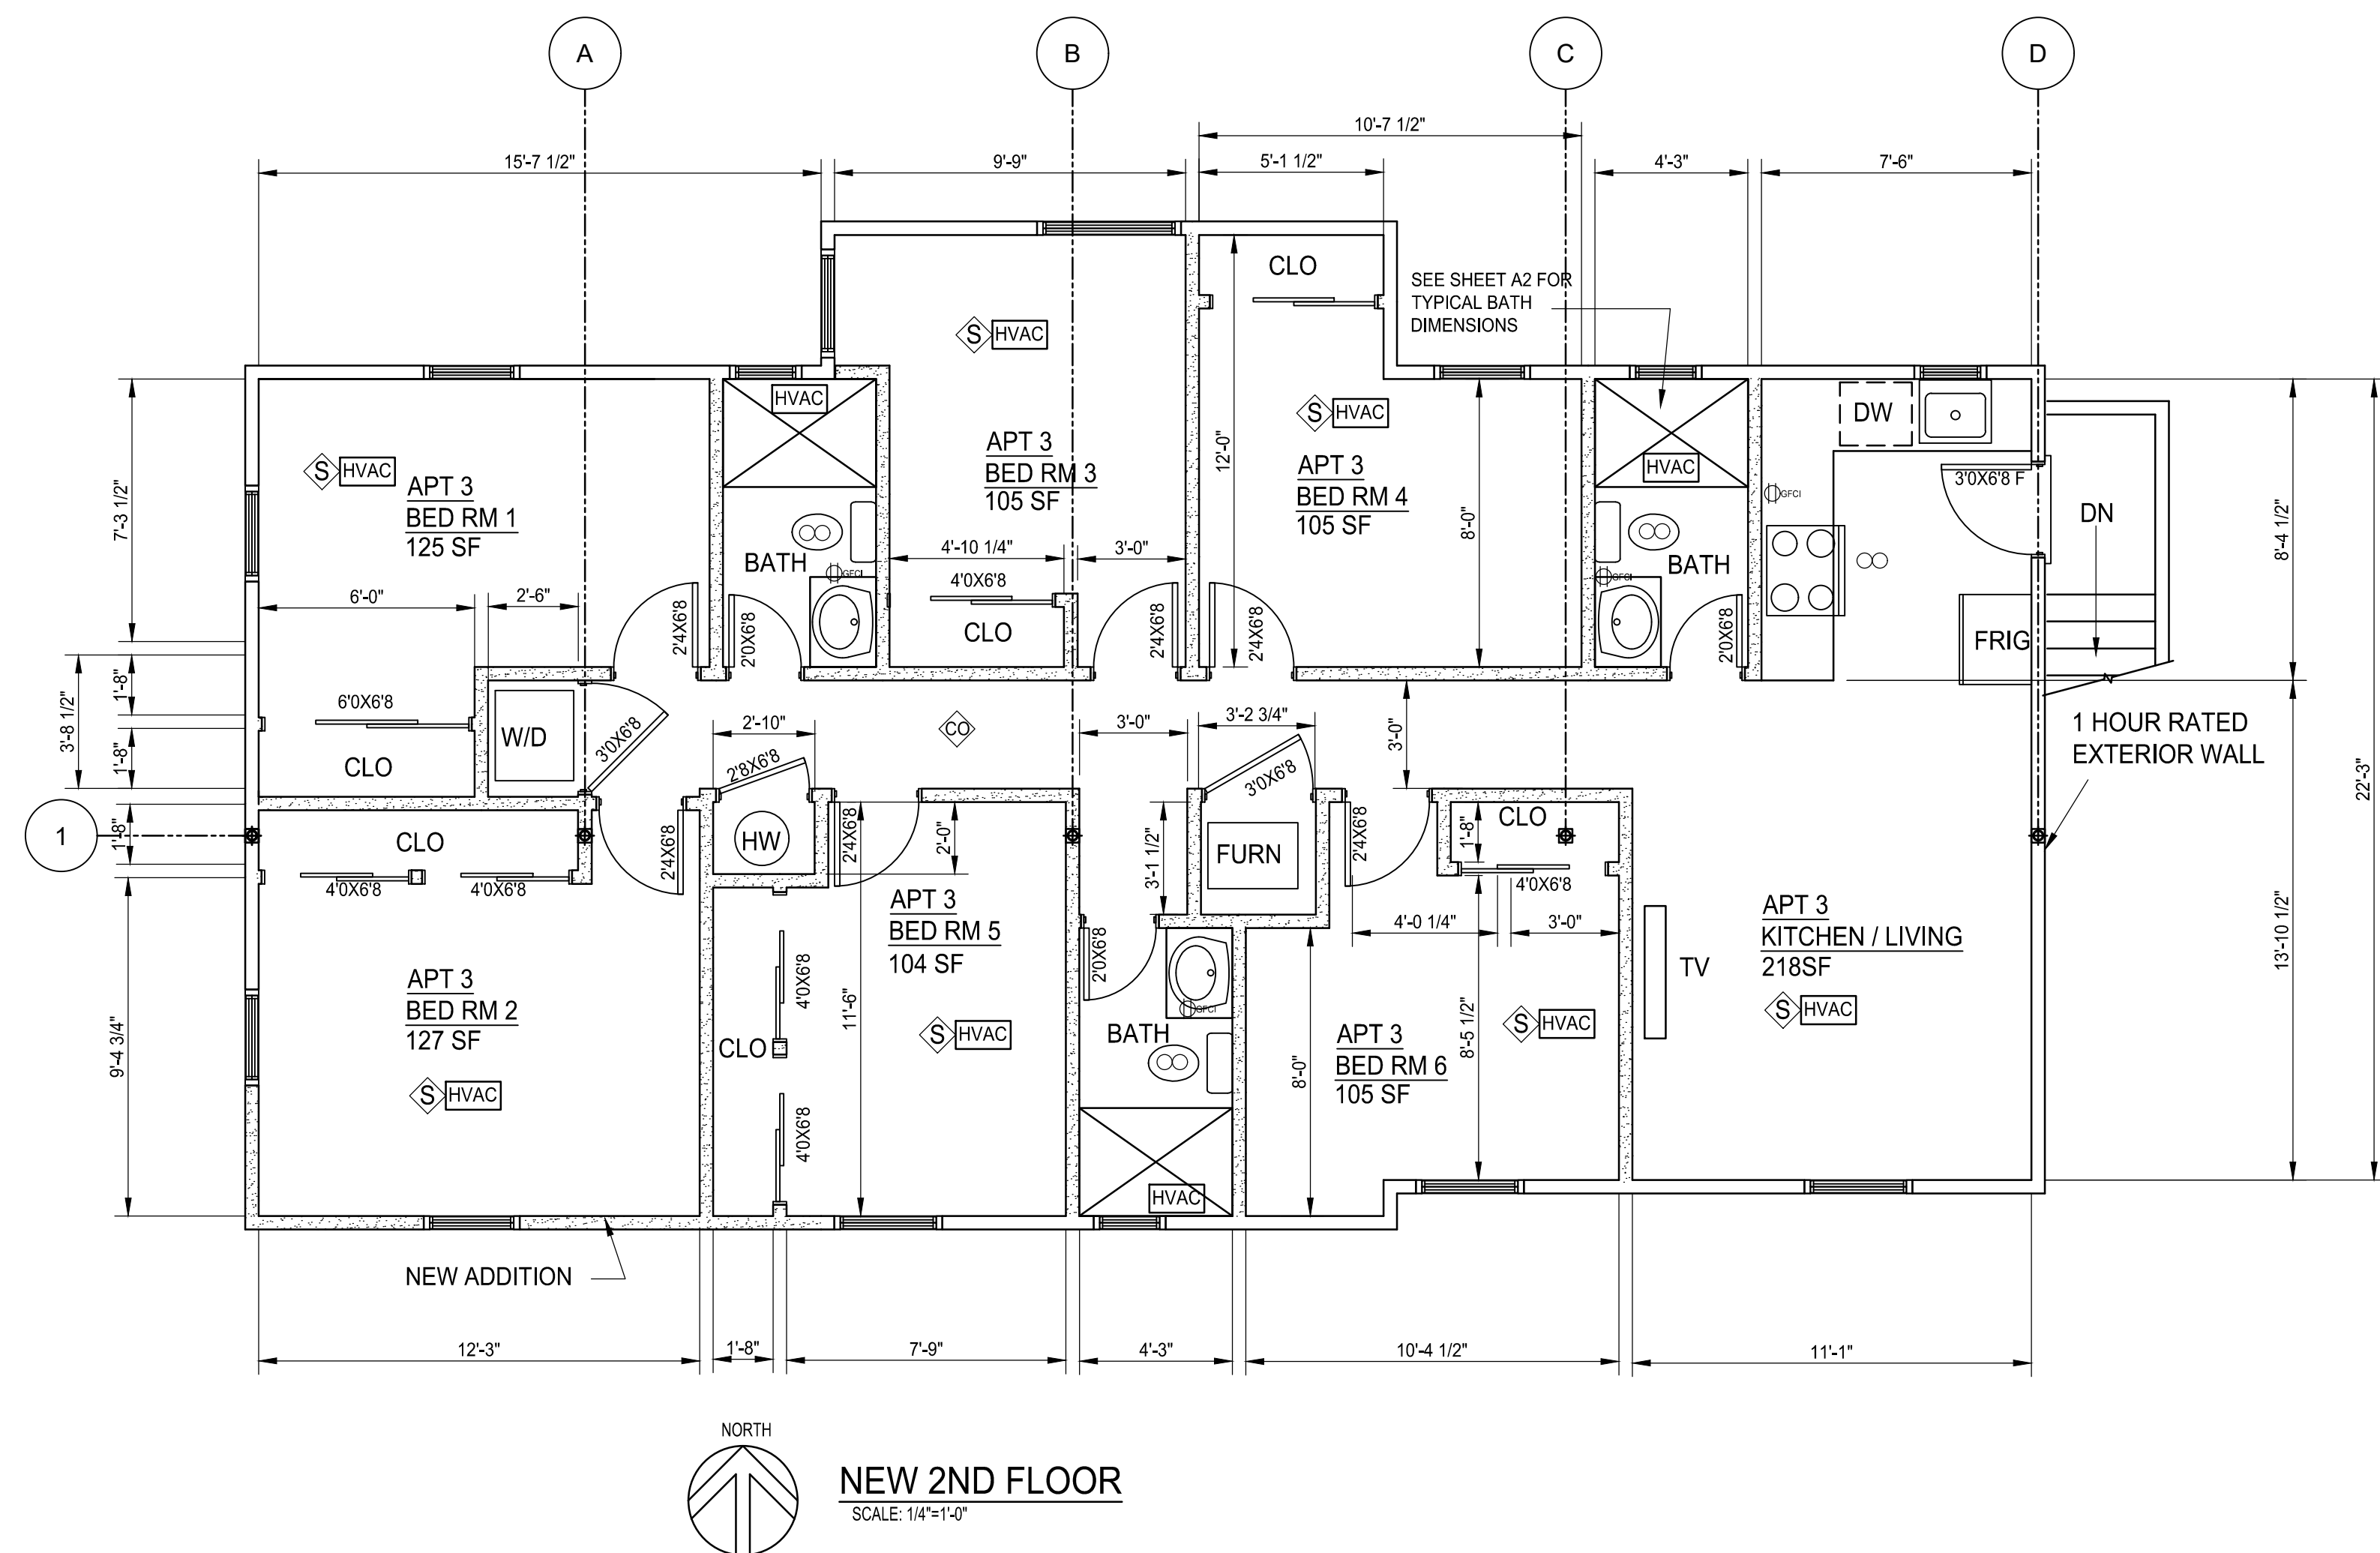 A
B
C
D
10'-7 1/2"
15'-7 1/2"
9'-9"
5'-1 1/2"
4'-3"
7'-6"
CLO
SEE SHEET A2 FOR
TYPICAL BATH
DIMENSIONS
S
HVAC
HVAC
DW
S
HVAC
12'-0"
S
HVAC
HVAC
APT 3
BED RM 1
125 SF
APT 3
BED RM 3
105 SF
APT 3
BED RM 4
105 SF
3'0X6'8 F
GFCI
7'-3 1/2"
8'-0"
8'-4 1/2"
22'-3"
DN
BATH
GFCI
4'-10 1/4"
3'-0"
4'0X6'8
CLO
BATH
GFCI
6'-0"
2'-6"
2'4X6'8
2'0X6'8
2'4X6'8
2'4X6'8
2'0X6'8
FRIG
3'-8 1/2"
1'-8"
1'-8"
6'0X6'8
CLO
W/D
3'0X6'8
2'-10"
2'8X6'8
CO
3'-0"
3'-2 3/4"
3'0X6'8
3'-0"
1 HOUR RATED
EXTERIOR WALL
1
1'-8"
CLO
4'0X6'8
4'0X6'8
2'4X6'8
HW
2'4X6'8
2'-0"
3'-1 1/2"
FURN
2'4X6'8
1'-8"
CLO
4'0X6'8
4'-0 1/4"
3'-0"
APT 3
BED RM 5
104 SF
APT 3
KITCHEN / LIVING
218SF
TV
S
HVAC
13'-10 1/2"
9'-4 3/4"
APT 3
BED RM 2
127 SF
S
HVAC
4'0X6'8
CLO
4'0X6'8
11'-6"
S
HVAC
2'0X6'8
GFCI
BATH
HVAC
8'-0"
APT 3
BED RM 6
105 SF
8'-5 1/2"
S
HVAC
NEW ADDITION
12'-3"
1'-8"
7'-9"
4'-3"
10'-4 1/2"
11'-1"
NORTH
NEW 2ND FLOOR
SCALE: 1/4"=1'-0"